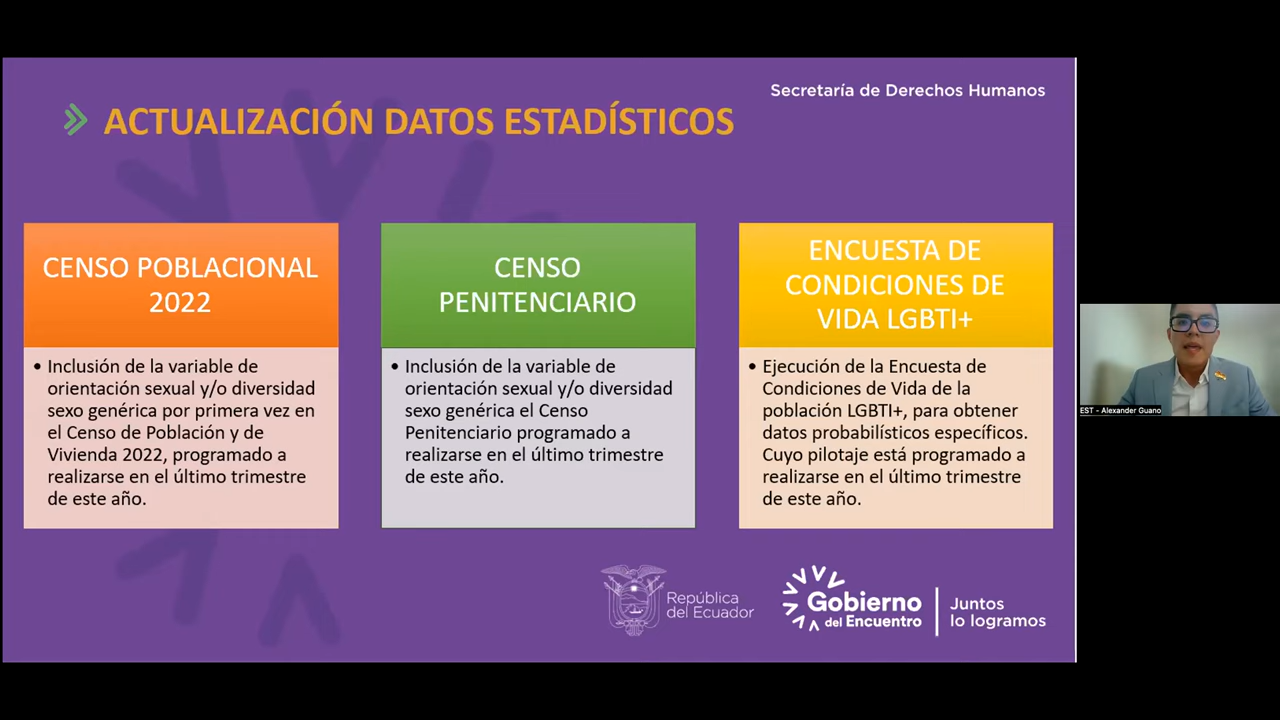 Secretaría de Derechos Humanos
ACTUALIZACIÓN DATOS ESTADÍSTICOS
CENSO POBLACIONAL
2022
• Inclusión de la variable de
orientación sexual y/o diversidad
sexo genérica por primera vez en
el Censo de Población y de
Vivienda 2022, programado a
realizarse en el último trimestre
de este año.
CENSO
PENITENCIARIO
• Inclusión de la variable de
orientación sexual y/o diversidad
sexo genérica el Censo
Penitenciario programado a
realizarse en el último trimestre
de este año.
ENCUESTA DE
CONDICIONES DE
VIDA LGBTI+
• Ejecución de la Encuesta de
Condiciones de Vida de la
población LGBTI+, para obtener
datos probabilísticos específicos.
Cuyo pilotaje está programado a
realizarse en el último trimestre
de este año.
EST - Alexander Guano
República
del Ecuador
Gobierno
del Encuentro
Juntos
lo logramos